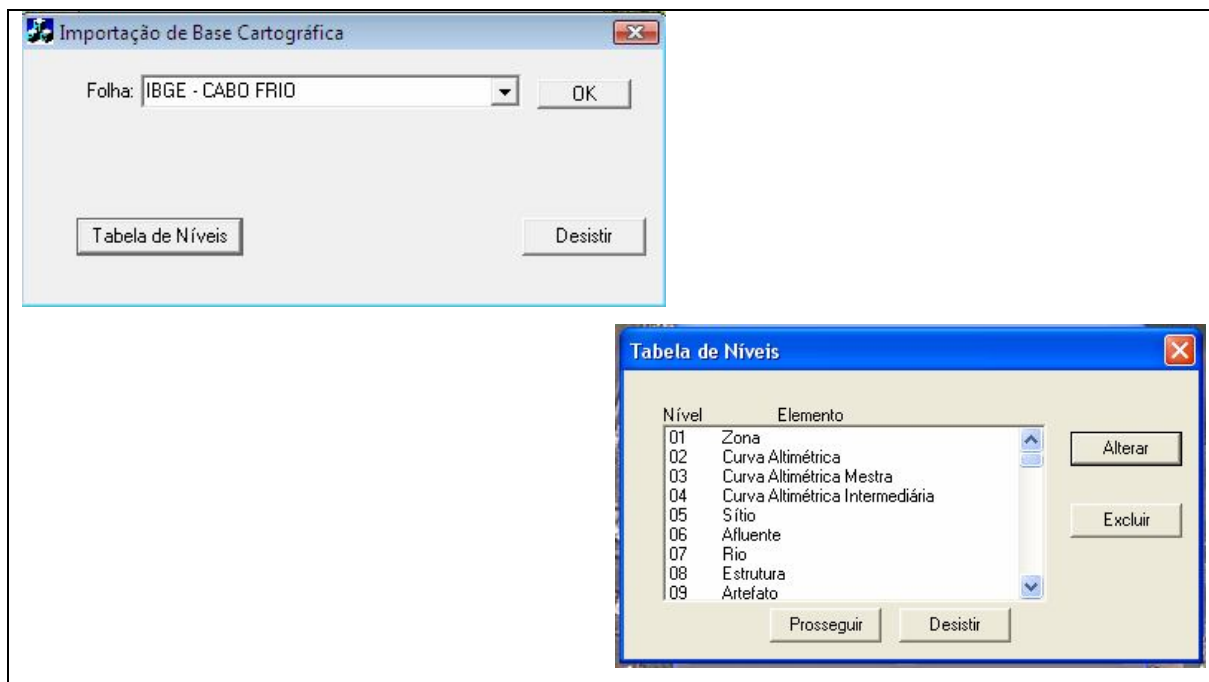 Importação de Base Cartográfica
Folha: IBGE - CABO FRIO OK
Tabela de Níveis Desistir
Tabela de Níveis
Nível Elemento
01 Zona
02 Curva Altimétrica
03 Curva Altimétrica Mestra
04 Curva Altimétrica Intermediária
05 Sítio
06 Afluente
07 Rio
08 Estrutura
09 Artefato
Alterar
Excluir
Prosseguir Desistir